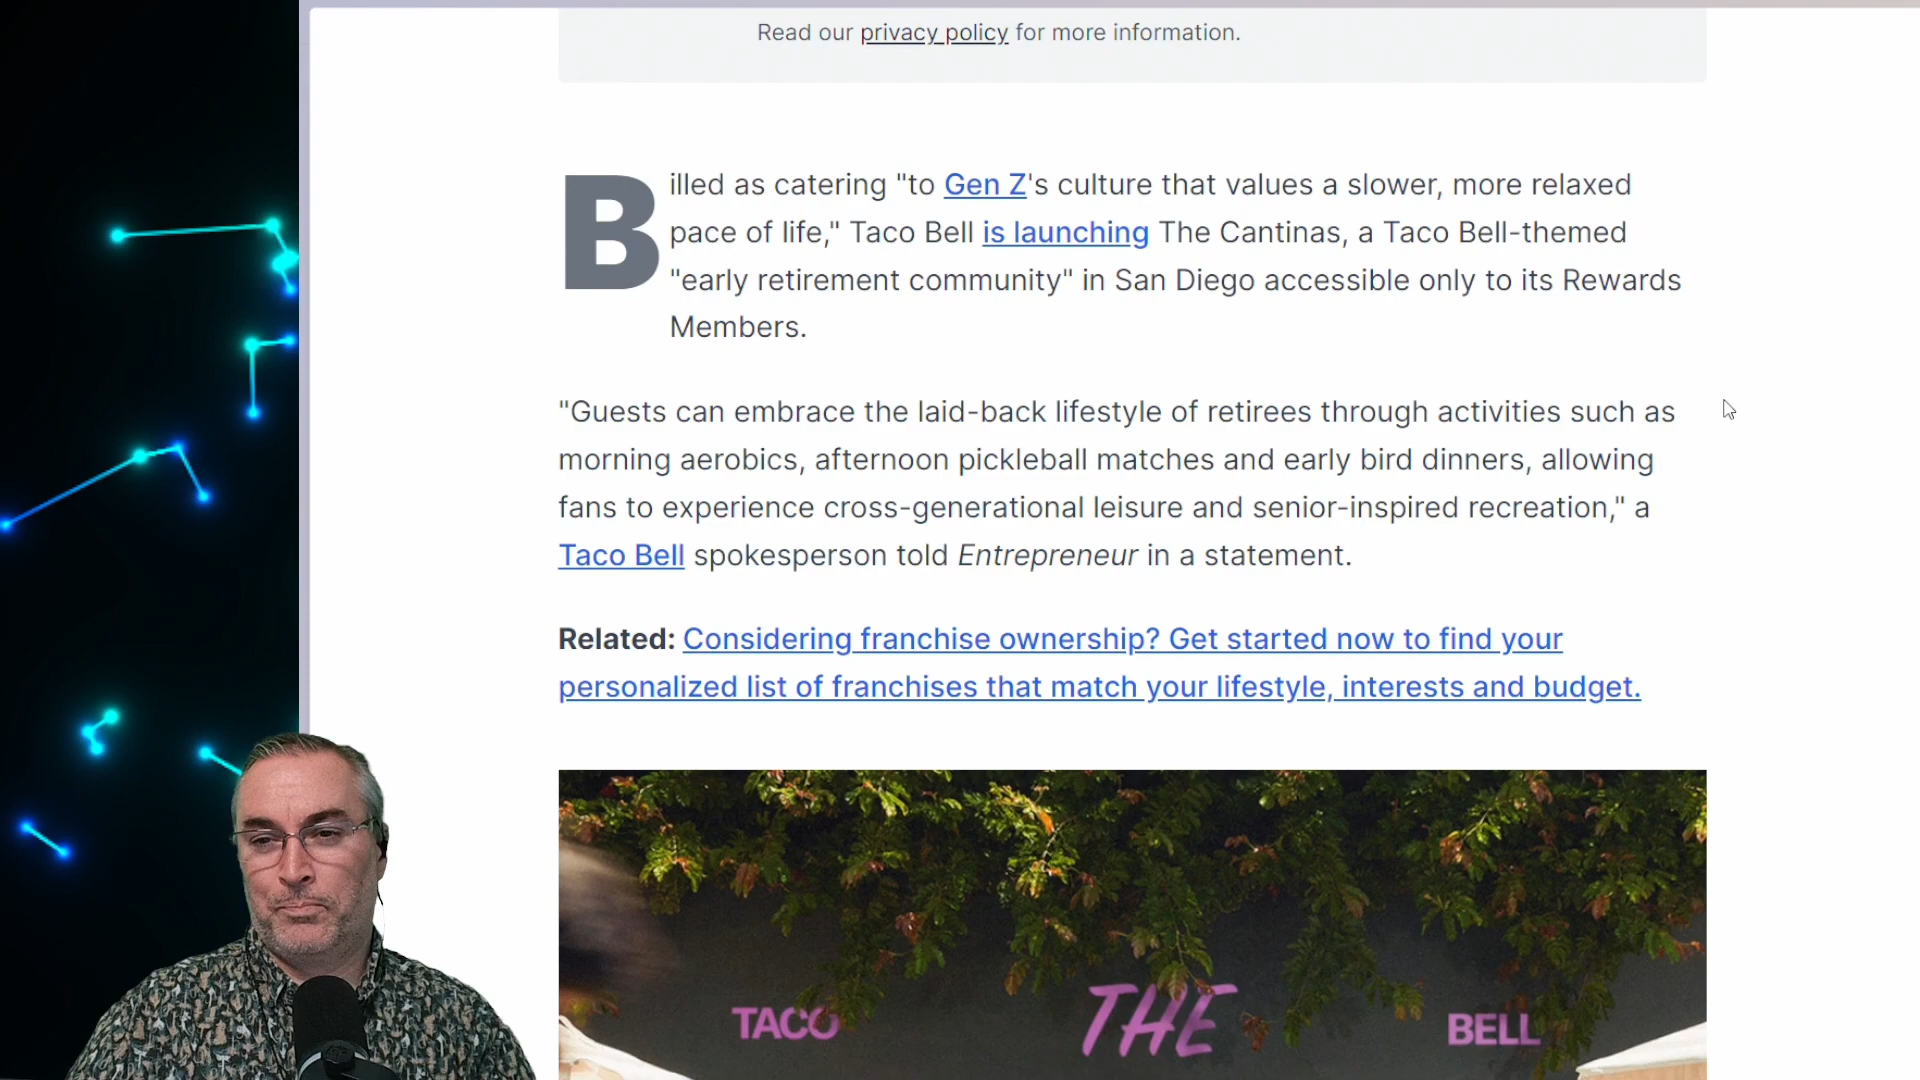 Read our privacy policy for more information.
Billed as catering "to Gen Z's culture that values a slower, more relaxed
pace of life," Taco Bell is launching The Cantinas, a Taco Bell-themed
"early retirement community" in San Diego accessible only to its Rewards
Members.
"Guests can embrace the laid-back lifestyle of retirees through activities such as
morning aerobics, afternoon pickleball matches and early bird dinners, allowing
fans to experience cross-generational leisure and senior-inspired recreation," a
Taco Bell spokesperson told Entrepreneur in a statement.
Related: Considering franchise ownership? Get started now to find your
personalized list of franchises that match your lifestyle, interests and budget.
TACO THE BELL